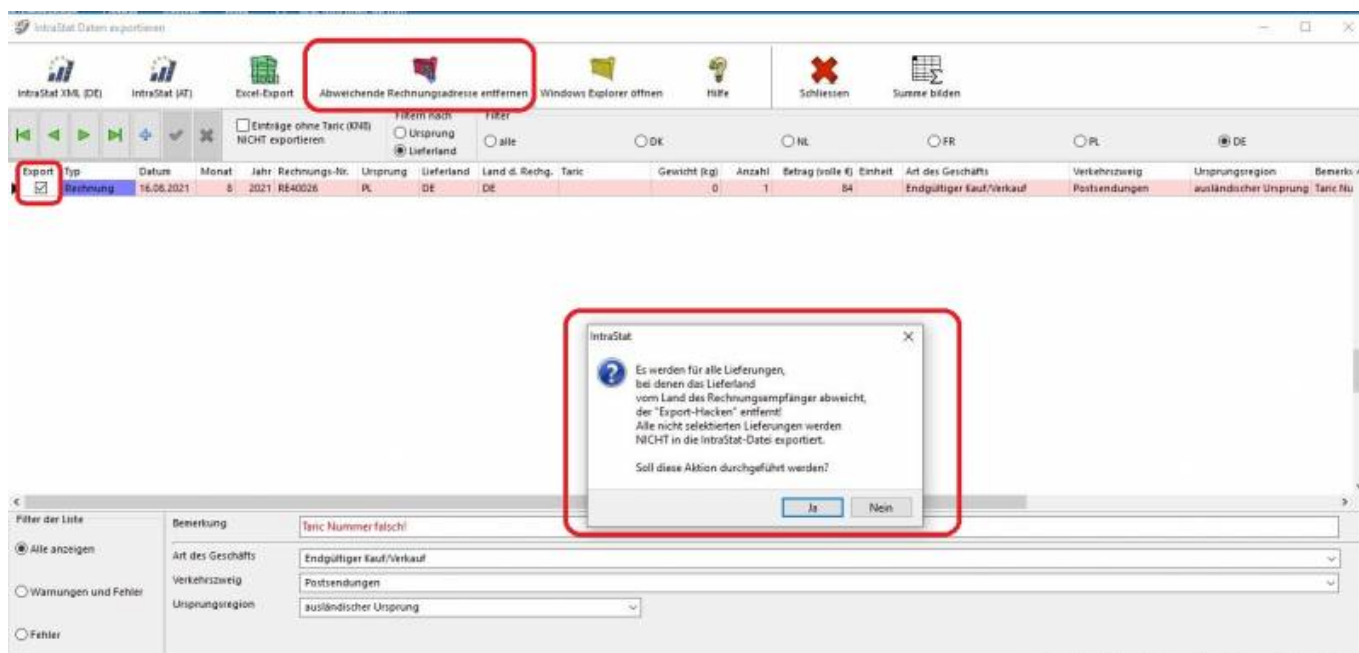 IntraStat Daten exportieren
IntraStat XML (DE) IntraStat (AT) Excel-Export Abweichende Rechnungsadresse entfernen Windows Explorer öffnen Hilfe Schliessen Summe bilden
Einträge ohne Taric (KN8) NICHT exportieren
Filtern nach
Ursprung
Lieferland
Filter
alle DK NL FR PL DE
Export Typ Datum Monat Jahr Rechnungs-Nr. Ursprung Lieferland Land d. Rechg. Taric Gewicht (kg) Anzahl Betrag (volle €) Einheit Art des Geschäfts Verkehrszweig Ursprungsregion Bemerk
Rechnung 16.08.2021 8 2021 RE40026 PL DE DE 0 1 84 Endgültiger Kauf/Verkauf Postsendungen ausländischer Ursprung Taric Nu
IntraStat
Es werden für alle Lieferungen,
bei denen das Lieferland
vom Land des Rechnungsempfänger abweicht,
der "Export-Hacken" entfernt!
Alle nicht selektierten Lieferungen werden
NICHT in die IntraStat-Datei exportiert.
Soll diese Aktion durchgeführt werden?
Ja Nein
Filter der Liste
Alle anzeigen
Warnungen und Fehler
Fehler
Bemerkung Taric Nummer falsch!
Art des Geschäfts Endgültiger Kauf/Verkauf
Verkehrszweig Postsendungen
Ursprungsregion ausländischer Ursprung